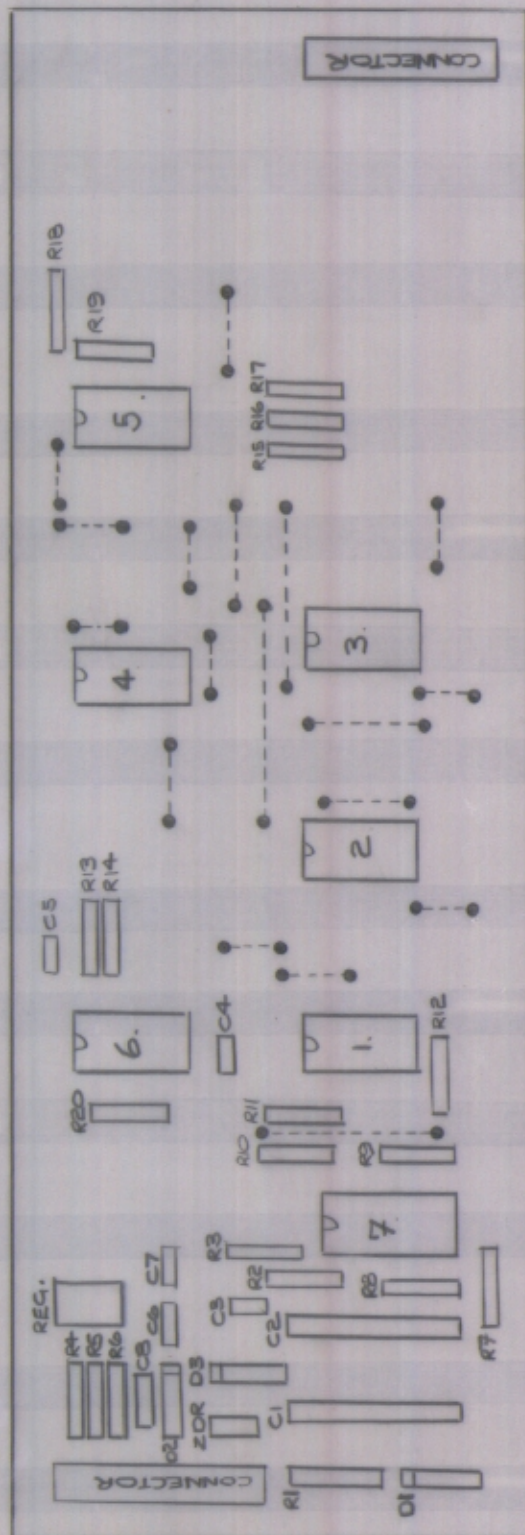 CONNECTOR
R18
R19
5.
R17
R16
R15
4
3.
2
C5
R13
R14
6.
C4
1.
R12
R20
R11
R10
R9
7.
REG.
C7
R3
R2
R8
R7
C6
C3
C2
R4
R5
R6
C8
D3
D2
ZDR
C1
CONNECTOR
R1
D1